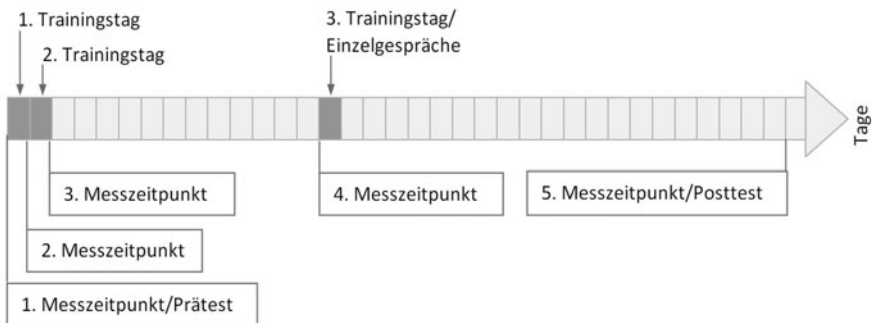 1. Trainingstag
2. Trainingstag
3. Trainingstag/
Einzelgespräche
Tage
3. Messzeitpunkt
4. Messzeitpunkt
5. Messzeitpunkt/Posttest
2. Messzeitpunkt
1. Messzeitpunkt/Prätest